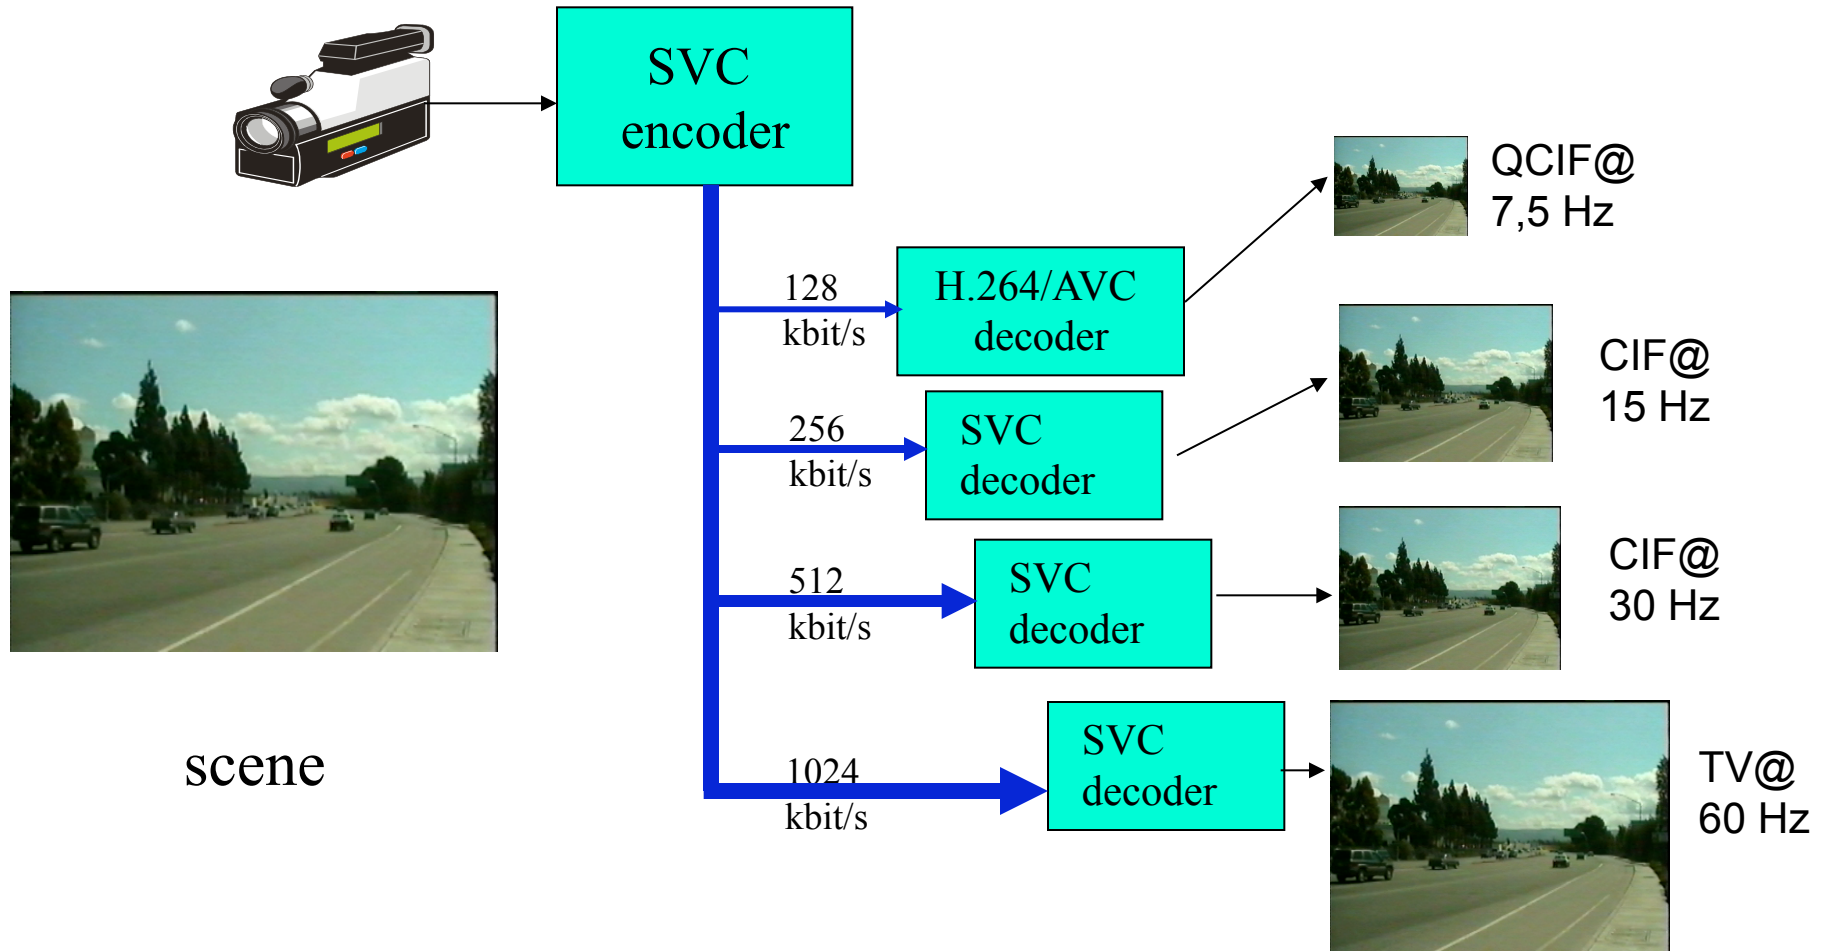 SVC
encoder
QCIF@
7,5 Hz
128
kbit/s
H.264/AVC
decoder
CIF@
15 Hz
256
kbit/s
SVC
decoder
512
kbit/s
SVC
decoder
CIF@
30 Hz
scene
1024
kbit/s
SVC
decoder
TV@
60 Hz